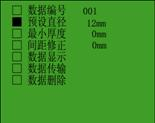 数据编号 001
预设直径 12mm
最小厚度 0mm
间距修正 0mm
数据显示
数据传输
数据删除